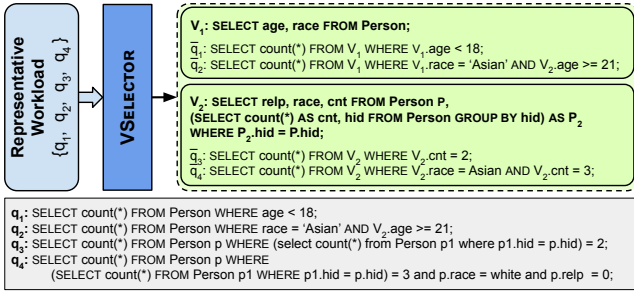 Representative
Workload
{q1, q2, q3, q4}
VSELECTOR
V1: SELECT age, race FROM Person;
q̅1: SELECT count(*) FROM V1 WHERE V1.age < 18;
q̅2: SELECT count(*) FROM V1 WHERE V1.race = 'Asian' AND V2.age >= 21;
V2: SELECT relp, race, cnt FROM Person P,
(SELECT count(*) AS cnt, hid FROM Person GROUP BY hid) AS P2
WHERE P2.hid = P.hid;
q̅3: SELECT count(*) FROM V2 WHERE V2.cnt = 2;
q̅4: SELECT count(*) FROM V2 WHERE V2.race = Asian AND V2.cnt = 3;
q1: SELECT count(*) FROM Person WHERE age < 18;
q2: SELECT count(*) FROM Person WHERE race = 'Asian' AND V2.age >= 21;
q3: SELECT count(*) FROM Person p WHERE (select count(*) from Person p1 where p1.hid = p.hid) = 2;
q4: SELECT count(*) FROM Person p WHERE
(SELECT count(*) FROM Person p1 WHERE p1.hid = p.hid) = 3 and p.race = white and p.relp = 0;